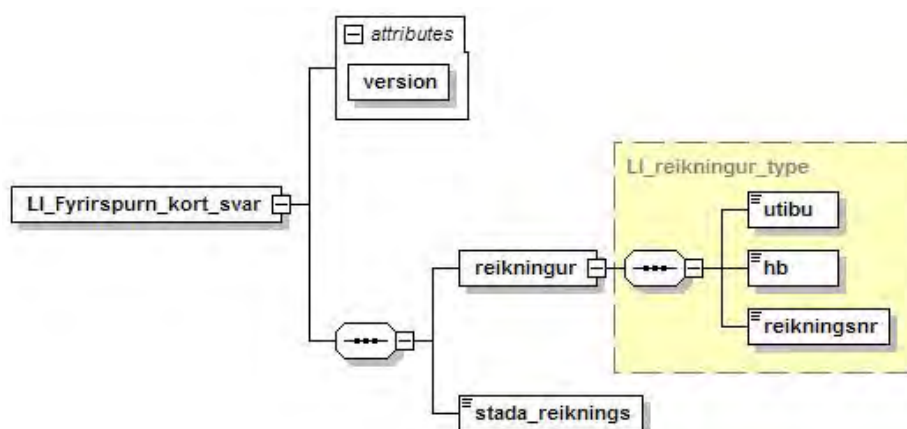 attributes
version
LI_Fyrirspurn_kort_svar
LI_reikningur_type
utibu
reikningur
hb
reikningsnr
stada_reiknings